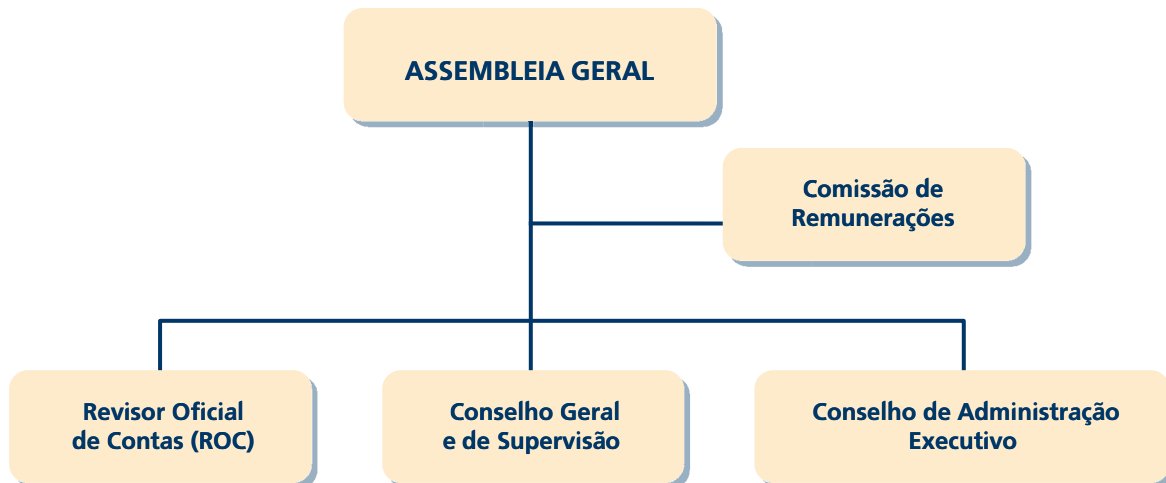 ASSEMBLEIA GERAL
Comissão de
Remunerações
Revisor Oficial
de Contas (ROC)
Conselho Geral
e de Supervisão
Conselho de Administração
Executivo